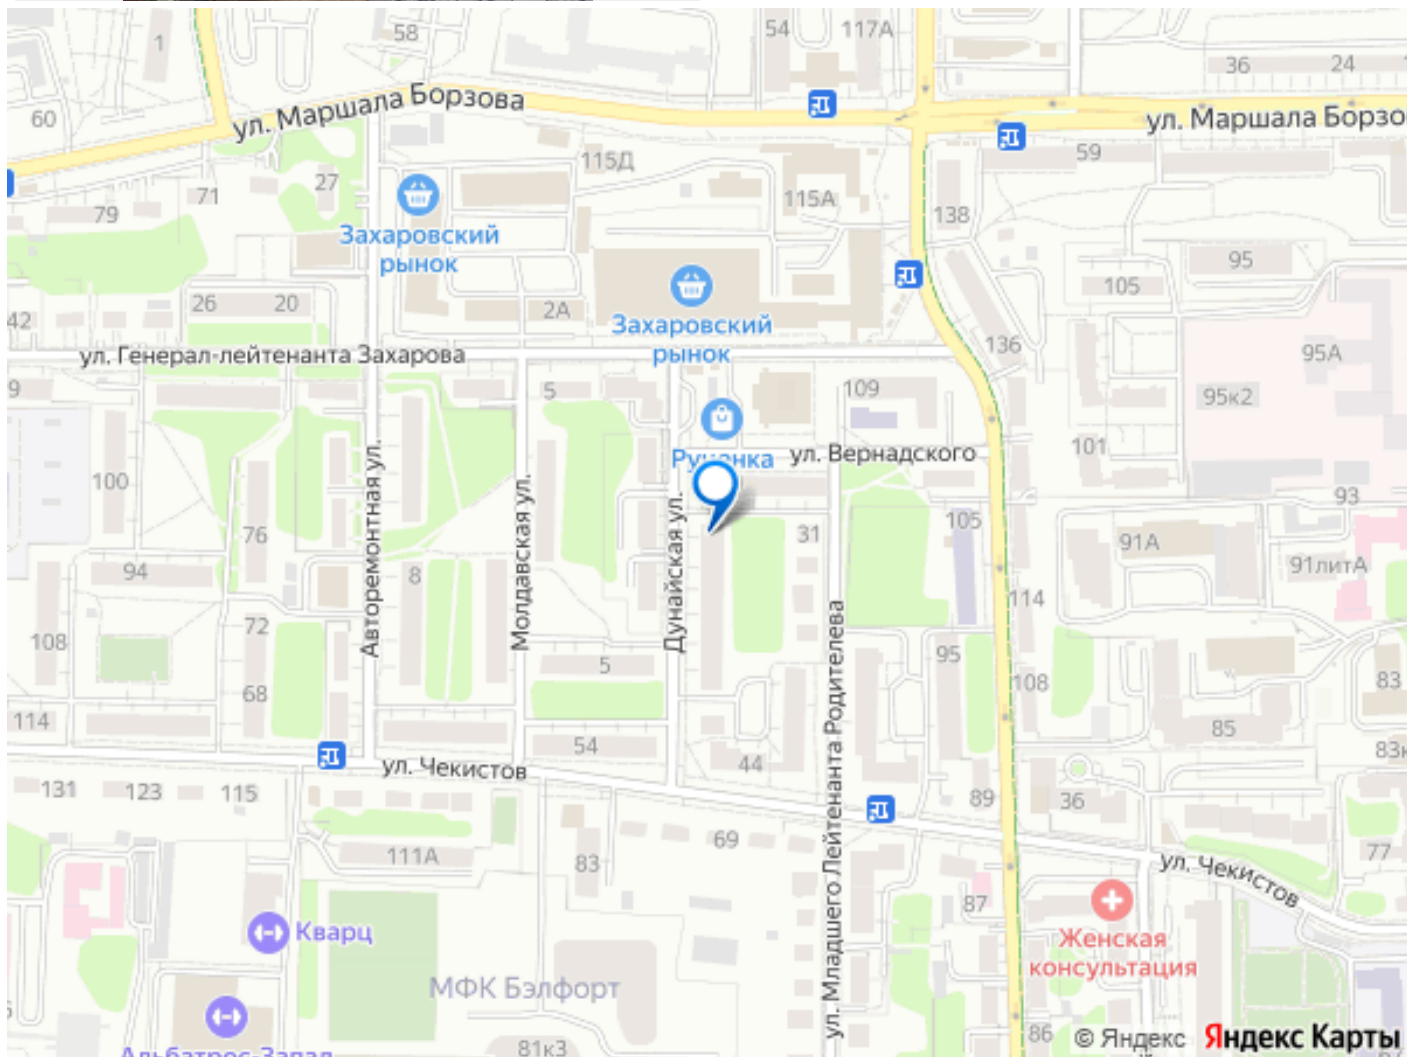 1
58
54
117А
36
24
ул. Маршала Борзова
ул. Маршала Борзо
60
59
115Д
27
71
79
115А
138
Захаровский
рынок
95
105
26
20
42
2А
Захаровский
рынок
136
95А
ул. Генерал-лейтенанта Захарова
9
5
109
95к2
Рученка
ул. Вернадского
101
100
Авторемонтная ул.
Молдавская ул.
Дунайская ул.
93
76
31
105
91А
91литА
94
8
114
ул. Младшего Лейтенанта Родителева
108
72
5
95
108
83
68
114
54
44
85
83к
ул. Чекистов
131
123
115
89
36
69
111А
83
77
ул. Чекистов
87
Кварц
Женская
консультация
МФК Бэлфорт
86
© Яндекс Яндекс Карты
81к3
Альбатрос-Запад